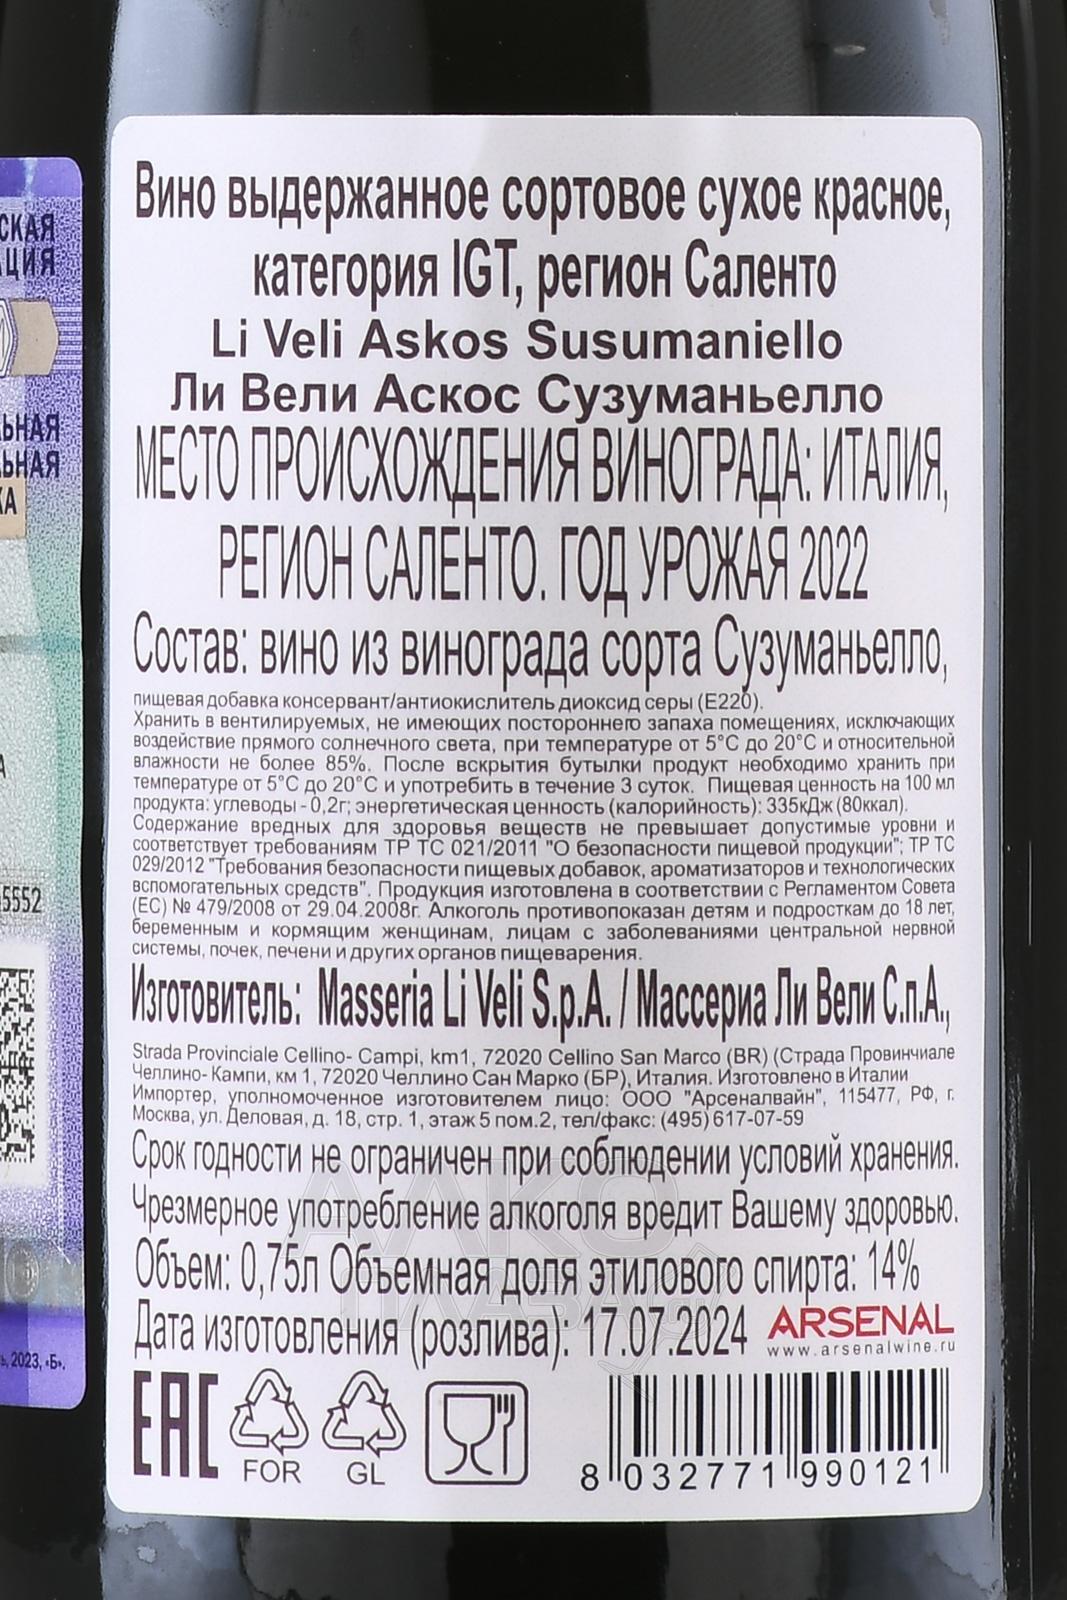 Вино выдержанное сортовое сухое красное,
категория IGT, регион Саленто
Li Veli Askos Susumaniello
Ли Вели Аскос Сузуманьелло
МЕСТО ПРОИСХОЖДЕНИЯ ВИНОГРАДА: ИТАЛИЯ,
РЕГИОН САЛЕНТО. ГОД УРОЖАЯ 2022
Состав: вино из винограда сорта Сузуманьелло,
пищевая добавка консервант/антиокислитель диоксид серы (Е220).
Хранить в вентилируемых, не имеющих постороннего запаха помещениях, исключающих
воздействие прямого солнечного света, при температуре от 5°С до 20°С и относительной
влажности не более 85%. После вскрытия бутылки продукт необходимо хранить при
температуре от 5°С до 20°С и употребить в течение 3 суток. Пищевая ценность на 100 мл
продукта: углеводы - 0,2г; энергетическая ценность (калорийность): 335кДж (80ккал).
Содержание вредных для здоровья веществ не превышает допустимые уровни и
соответствует требованиям ТР ТС 021/2011 "О безопасности пищевой продукции"; ТР ТС
029/2012 "Требования безопасности пищевых добавок, ароматизаторов и технологических
вспомогательных средств". Продукция изготовлена в соответствии с Регламентом Совета
(ЕС) № 479/2008 от 29.04.2008г. Алкоголь противопоказан детям и подросткам до 18 лет,
беременным и кормящим женщинам, лицам с заболеваниями центральной нервной
системы, почек, печени и других органов пищеварения.
Изготовитель: Masseria Li Veli S.p.A. / Массериа Ли Вели С.п.А.,
Strada Provinciale Cellino- Campi, km1, 72020 Cellino San Marco (BR) (Страда Провинчиале
Челлино- Кампи, км 1, 72020 Челлино Сан Марко (БР), Италия. Изготовлено в Италии
Импортер, уполномоченное изготовителем лицо: ООО "Арсеналвайн", 115477, РФ, г.
Москва, ул. Деловая, д. 18, стр. 1, этаж 5 пом.2, тел/факс: (495) 617-07-59
Срок годности не ограничен при соблюдении условий хранения.
Чрезмерное употребление алкоголя вредит Вашему здоровью.
Объем: 0,75л Объемная доля этилового спирта: 14%
Дата изготовления (розлива): 17.07.2024
ARSENAL
www.arsenalwine.ru
EAC
FOR
GL
8 032771 990121
СКАЯ
ЦИЯ
ЬНАЯ
ЬНАЯ
КА
А
5552
2023, «Б».
АЛКО
ПЛАЗА